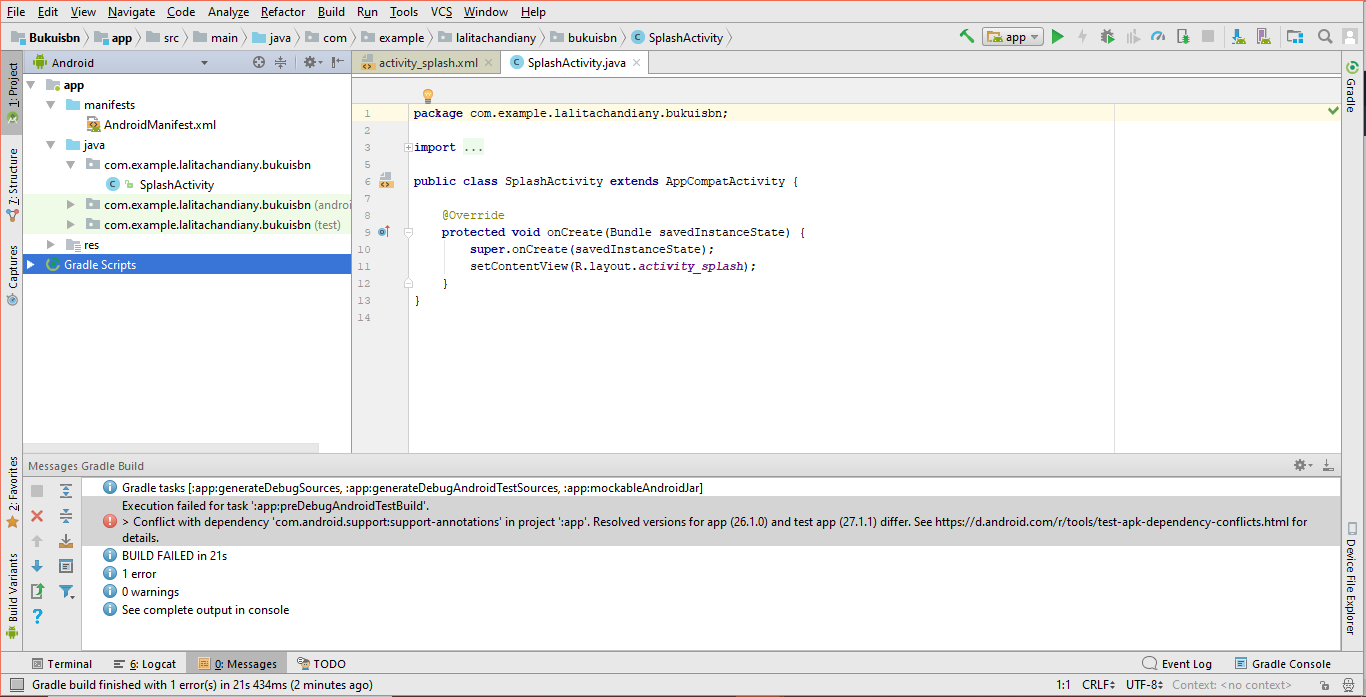 File Edit View Navigate Code Analyze Refactor Build Run Tools VCS Window Help
Bukuisbn app src main java com example lalitachandiany bukuisbn SplashActivity app
1: Project
Z: Structure
Captures
2: Favorites
Build Variants
Android
app
manifests
AndroidManifest.xml
java
com.example.lalitachandiany.bukuisbn
SplashActivity
com.example.lalitachandiany.bukuisbn (androi
com.example.lalitachandiany.bukuisbn (test)
res
Gradle Scripts
activity_splash.xml SplashActivity.java
1 package com.example.lalitachandiany.bukuisbn;
2
3 import ...
5
6 public class SplashActivity extends AppCompatActivity {
7
8 @Override
9 protected void onCreate(Bundle savedInstanceState) {
10 super.onCreate(savedInstanceState);
11 setContentView(R.layout.activity_splash);
12 }
13 }
14
Gradle
Device File Explorer
Messages Gradle Build
Gradle tasks [:app:generateDebugSources, :app:generateDebugAndroidTestSources, :app:mockableAndroidJar]
Execution failed for task ':app:preDebugAndroidTestBuild'.
> Conflict with dependency 'com.android.support:support-annotations' in project ':app'. Resolved versions for app (26.1.0) and test app (27.1.1) differ. See https://d.android.com/r/tools/test-apk-dependency-conflicts.html for
details.
BUILD FAILED in 21s
1 error
0 warnings
See complete output in console
Terminal 6: Logcat 0: Messages TODO Event Log Gradle Console
Gradle build finished with 1 error(s) in 21s 434ms (2 minutes ago) 1:1 CRLF UTF-8 Context: <no context>